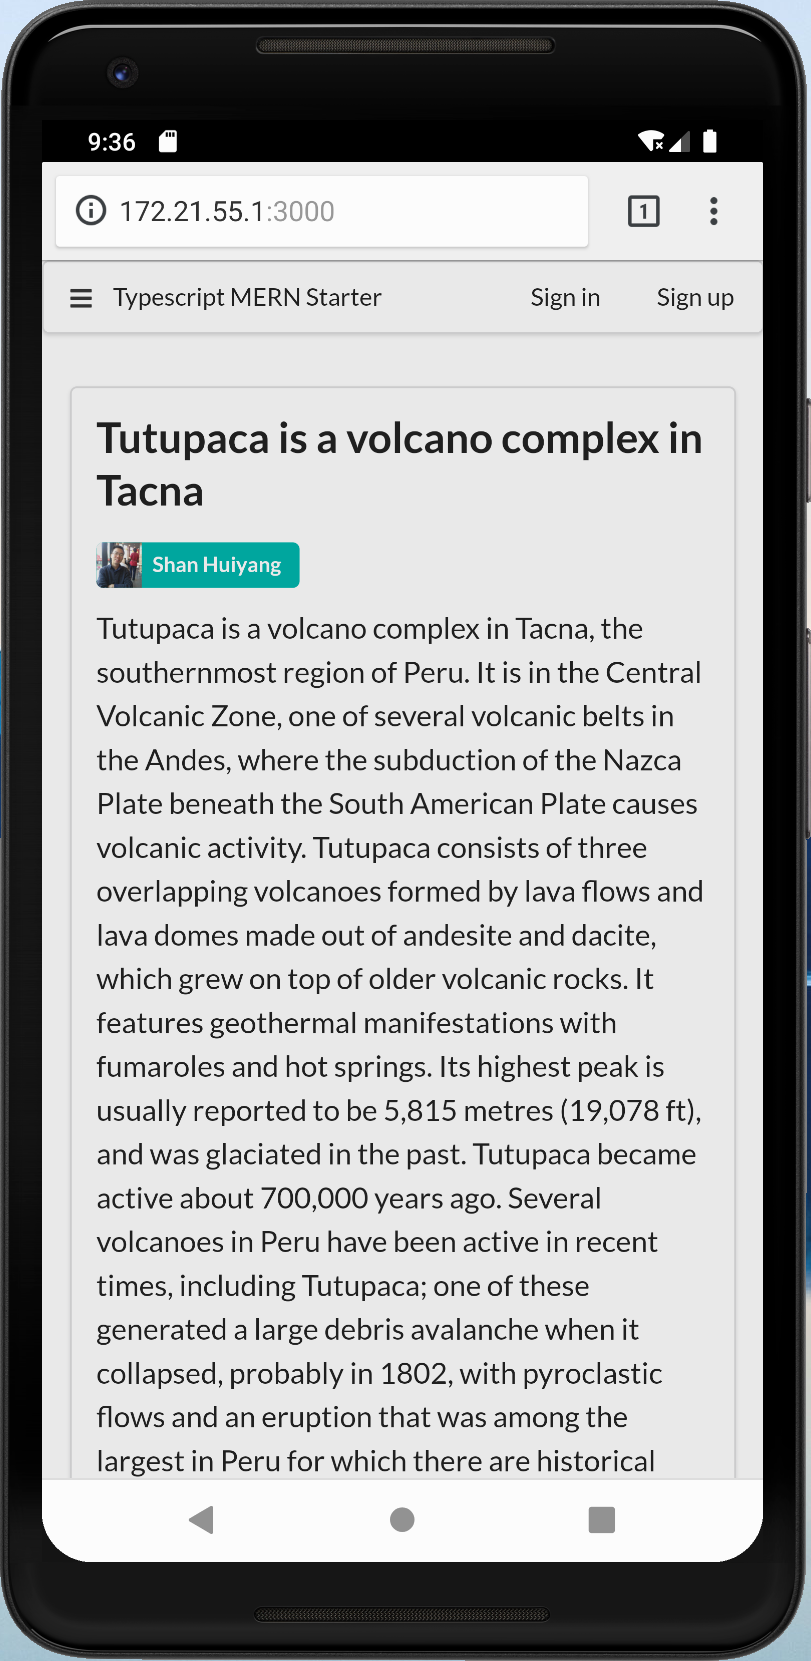 9:36
172.21.55.1:3000
1
Typescript MERN Starter
Sign in
Sign up
Tutupaca is a volcano complex in
Tacna
Shan Huiyang
Tutupaca is a volcano complex in Tacna, the
southernmost region of Peru. It is in the Central
Volcanic Zone, one of several volcanic belts in
the Andes, where the subduction of the Nazca
Plate beneath the South American Plate causes
volcanic activity. Tutupaca consists of three
overlapping volcanoes formed by lava flows and
lava domes made out of andesite and dacite,
which grew on top of older volcanic rocks. It
features geothermal manifestations with
fumaroles and hot springs. Its highest peak is
usually reported to be 5,815 metres (19,078 ft),
and was glaciated in the past. Tutupaca became
active about 700,000 years ago. Several
volcanoes in Peru have been active in recent
times, including Tutupaca; one of these
generated a large debris avalanche when it
collapsed, probably in 1802, with pyroclastic
flows and an eruption that was among the
largest in Peru for which there are historical